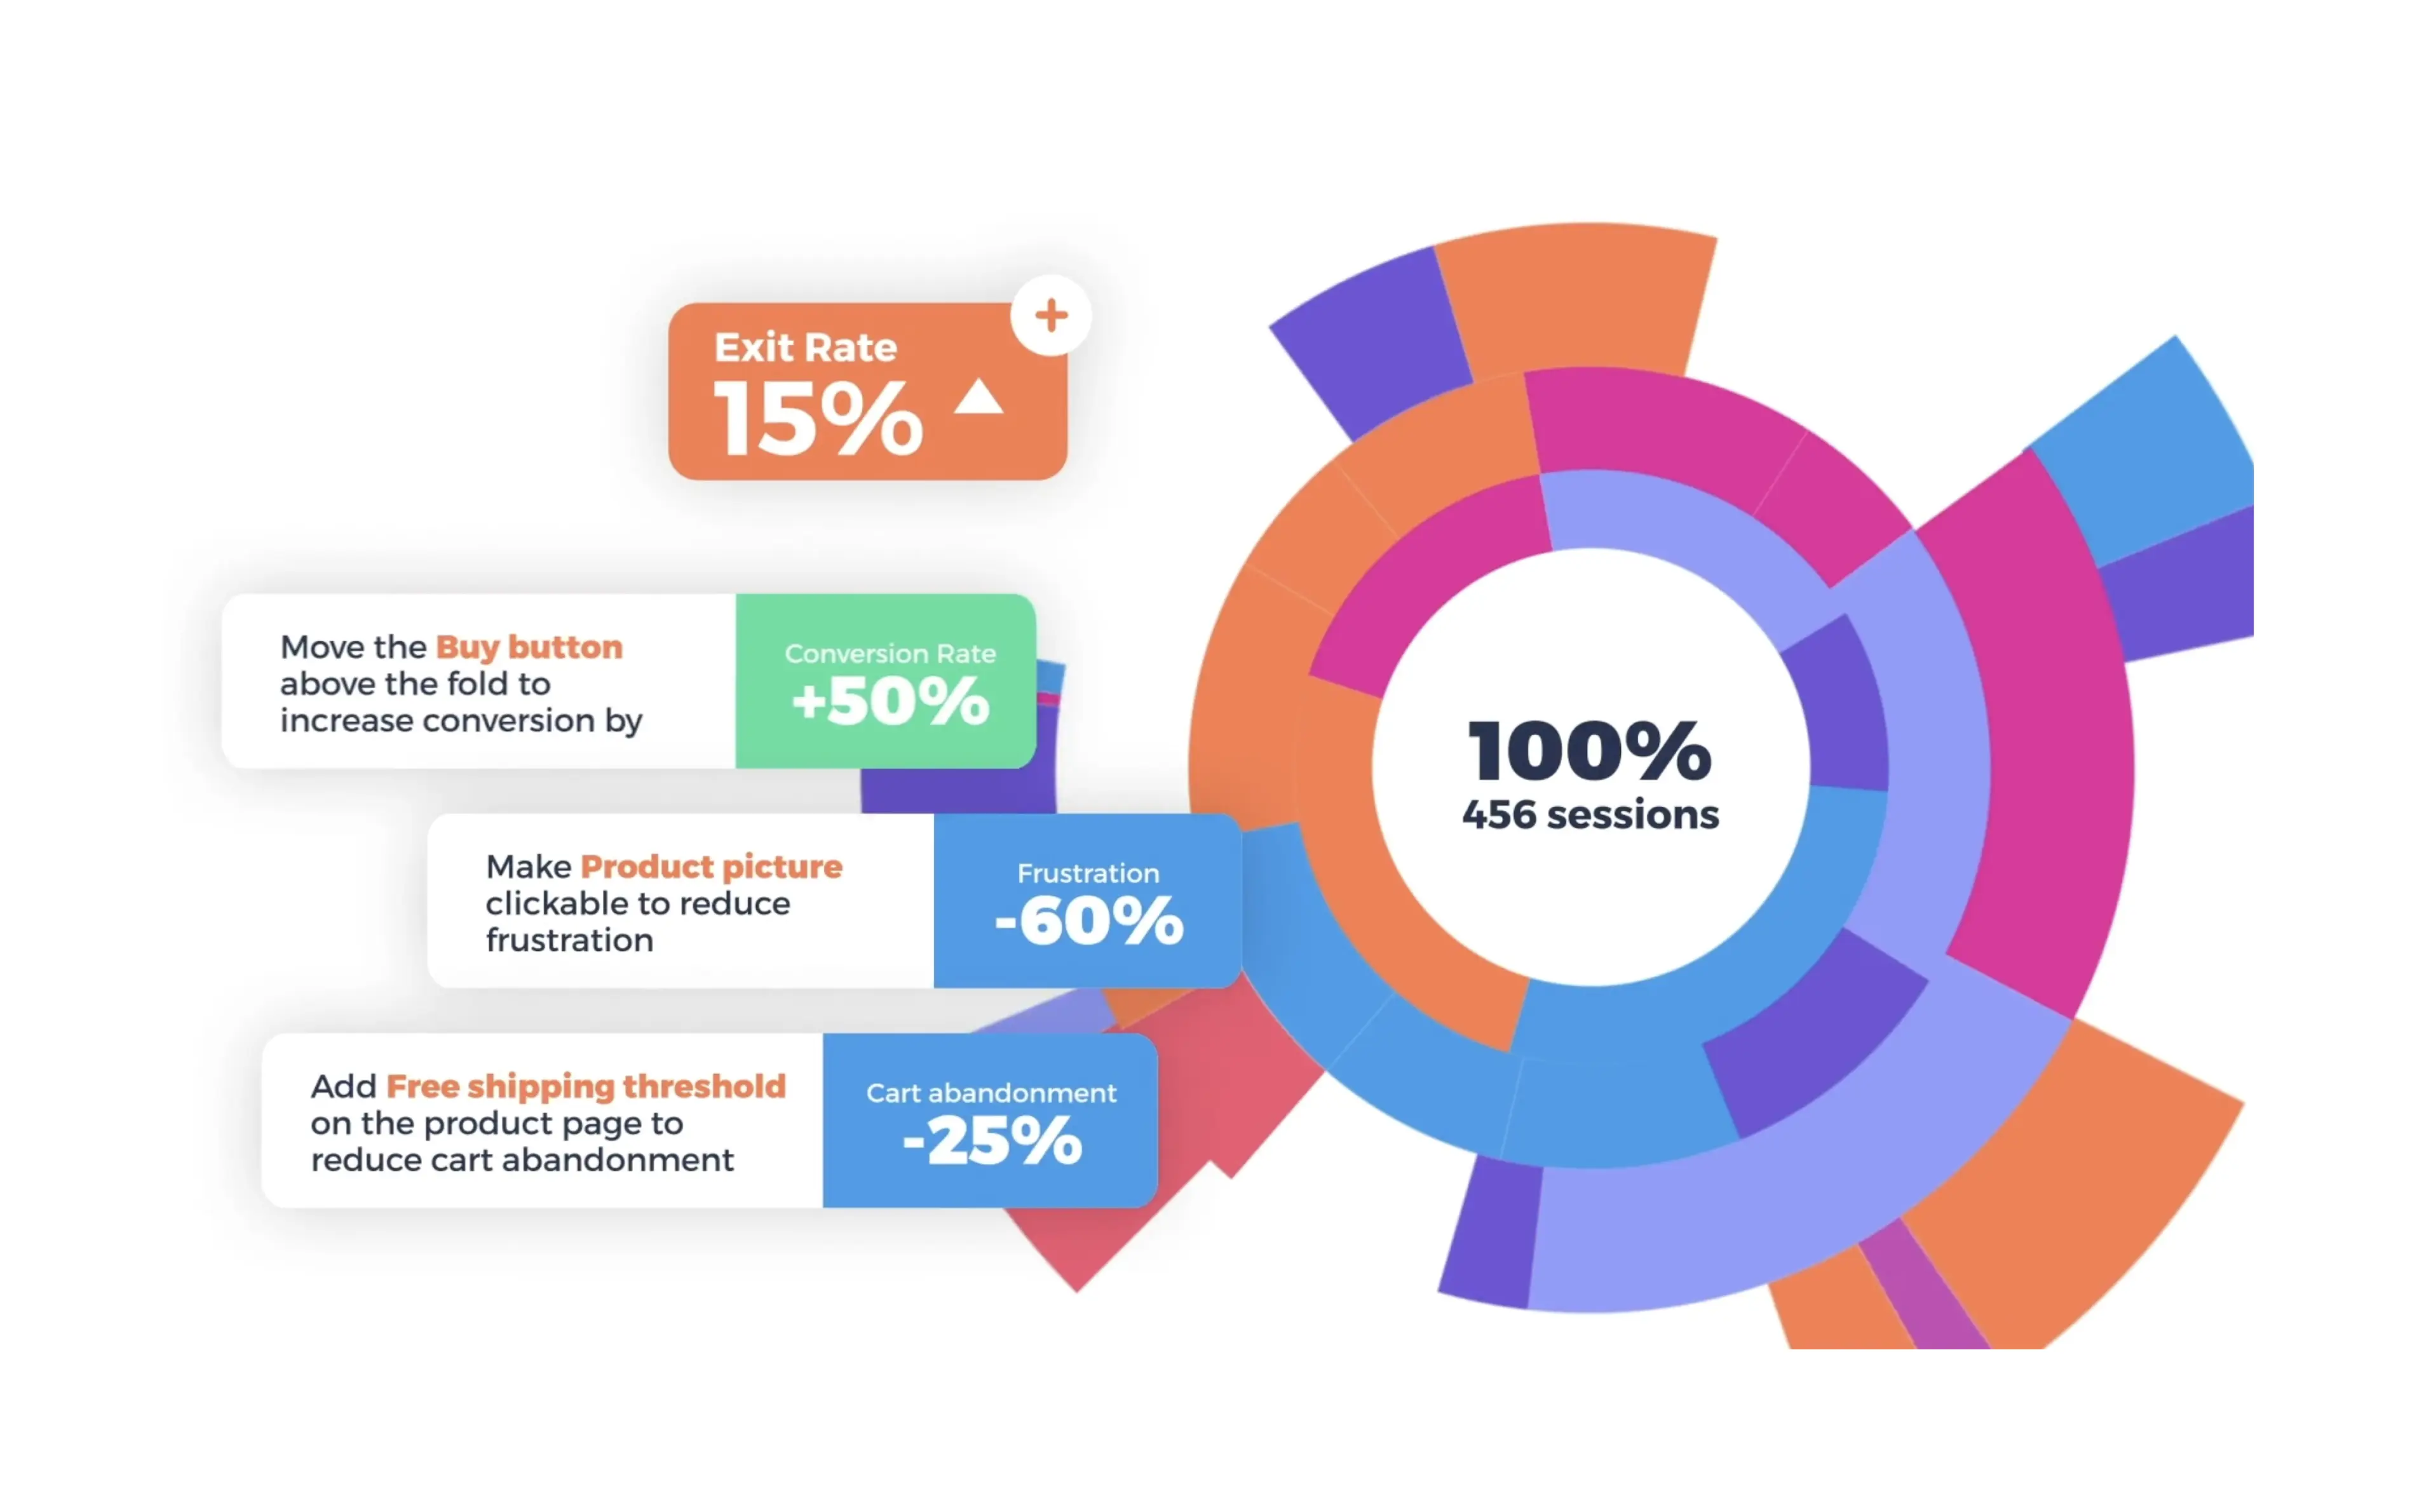 Exit Rate
15%
+
Move the Buy button
above the fold to
increase conversion by
Conversion Rate
+50%
Make Product picture
clickable to reduce
frustration
Frustration
-60%
Add Free shipping threshold
on the product page to
reduce cart abandonment
Cart abandonment
-25%
100%
456 sessions